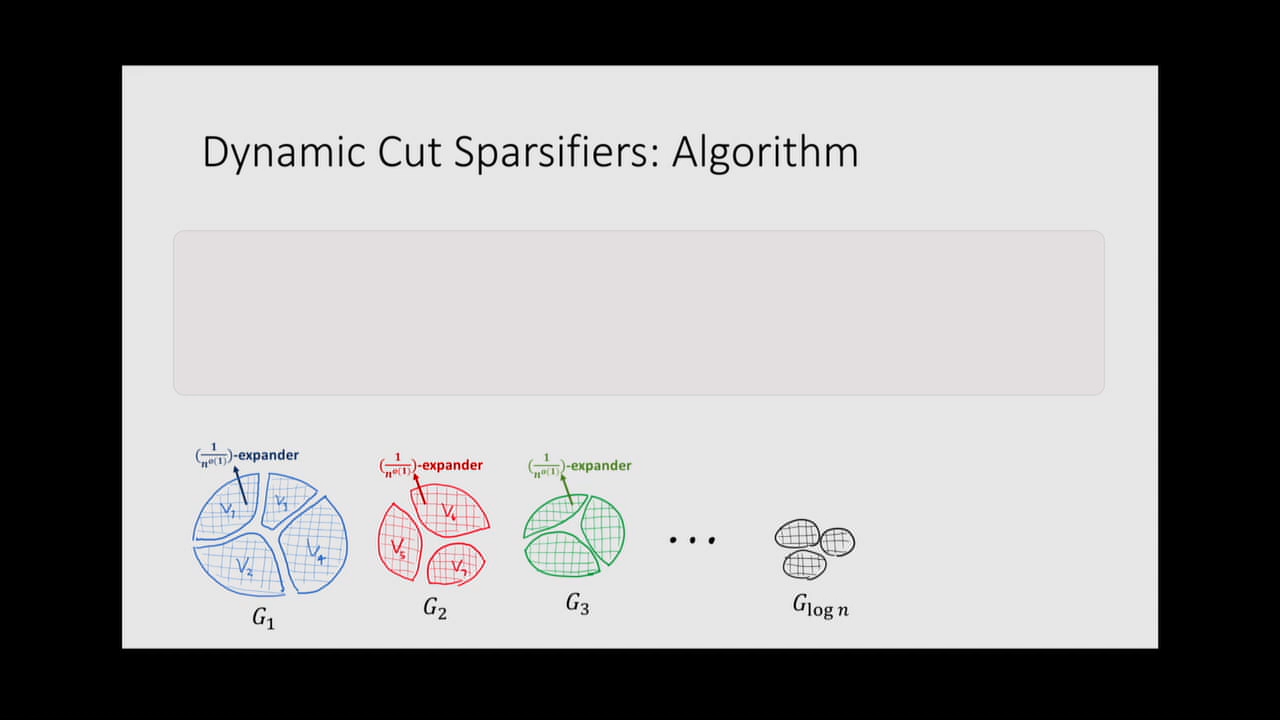 Dynamic Cut Sparsifiers: Algorithm
(1/n^{o(1)})-expander
(1/n^{o(1)})-expander
(1/n^{o(1)})-expander
V₁
V₃
V₂
V₄
V₅
V₆
V₇
G₁
G₂
G₃
...
G_{log n}